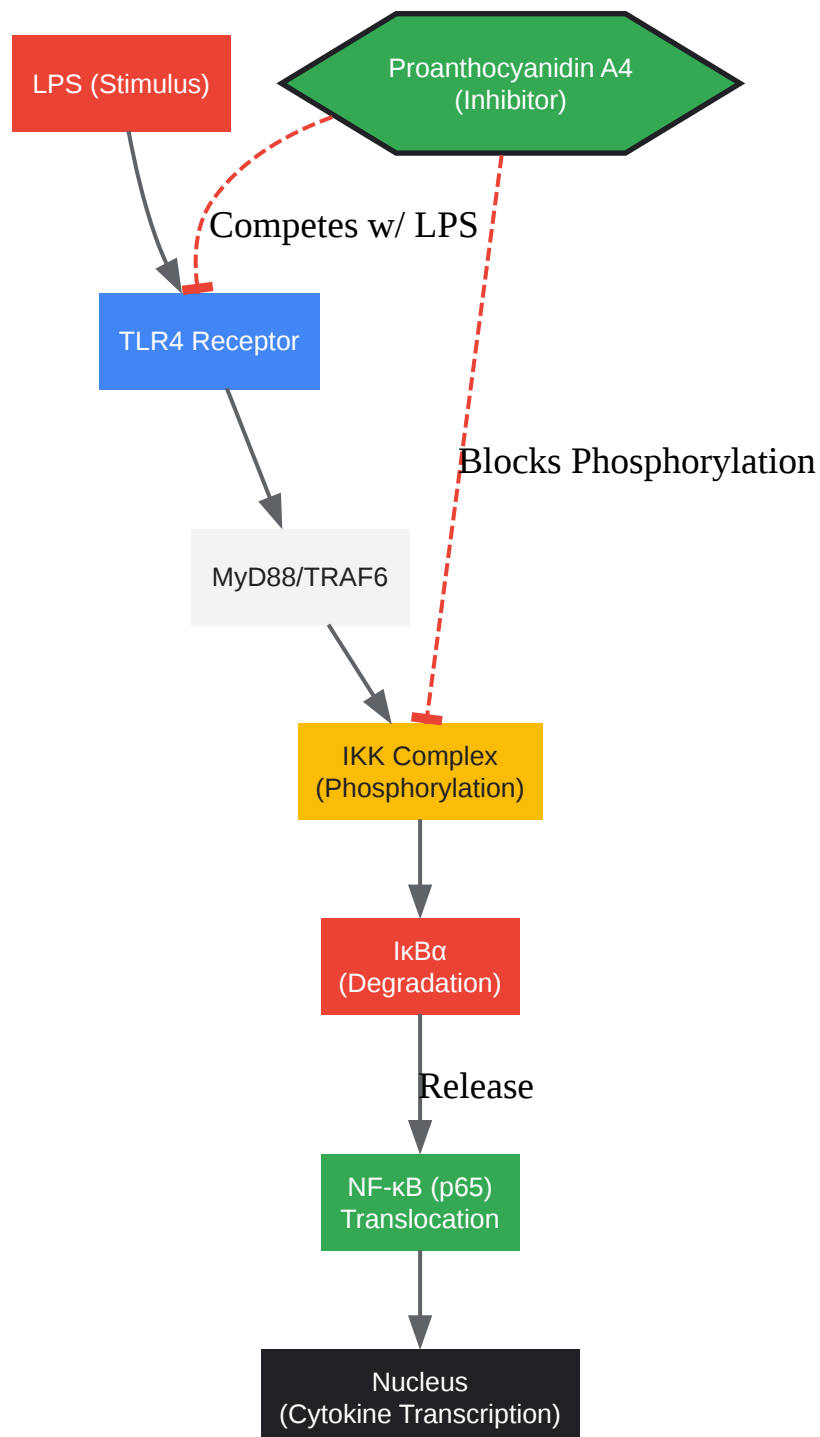 LPS (Stimulus)
Proanthocyanidin A4
(Inhibitor)
Competes w/ LPS
TLR4 Receptor
Blocks Phosphorylation
MyD88/TRAF6
IKK Complex
(Phosphorylation)
IκBα
(Degradation)
Release
NF-κB (p65)
Translocation
Nucleus
(Cytokine Transcription)